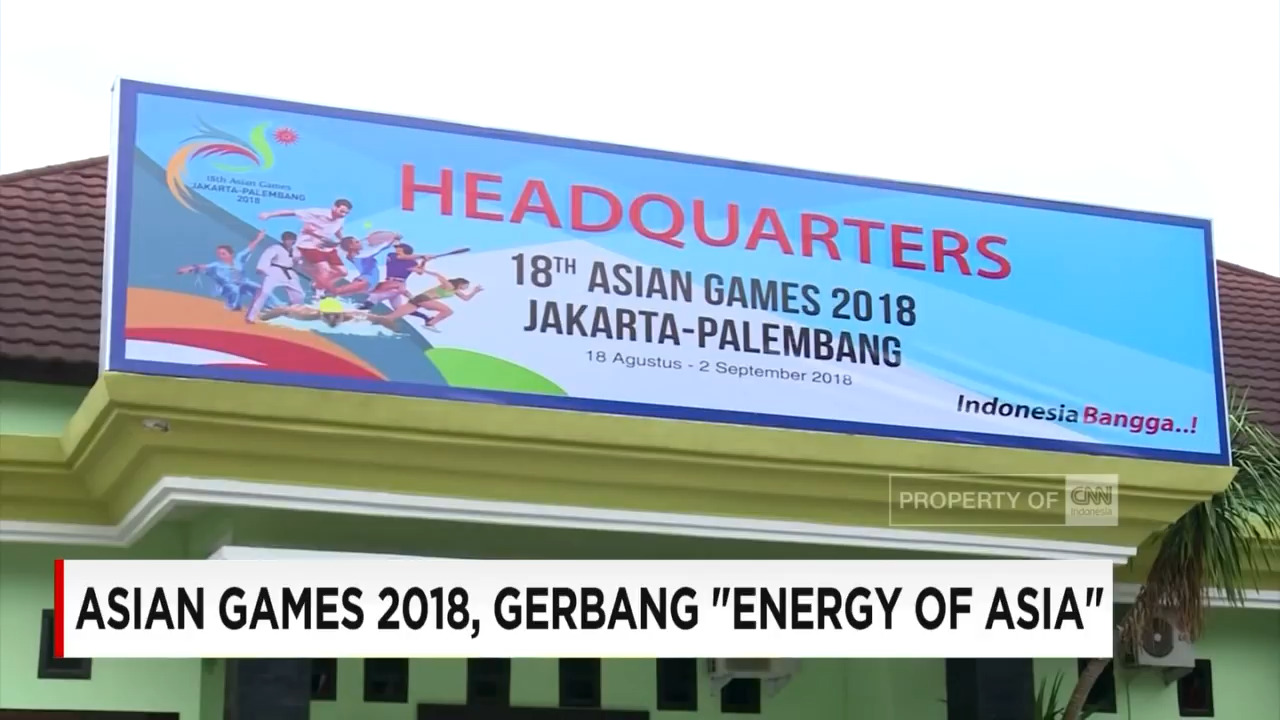 18th Asian Games
JAKARTA-PALEMBANG
2018
HEADQUARTERS
18TH ASIAN GAMES 2018
JAKARTA-PALEMBANG
18 Agustus - 2 September 2018
Indonesia Bangga..!
PROPERTY OF CNN Indonesia
ASIAN GAMES 2018, GERBANG "ENERGY OF ASIA"